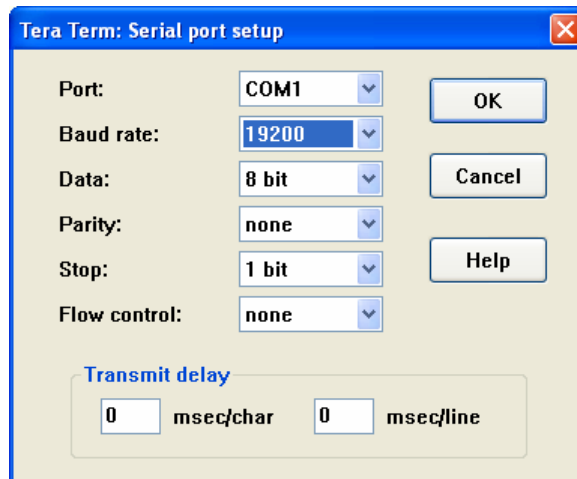 Tera Term: Serial port setup
Port: COM1 OK
Baud rate: 19200
Data: 8 bit Cancel
Parity: none
Stop: 1 bit Help
Flow control: none
Transmit delay
0 msec/char 0 msec/line